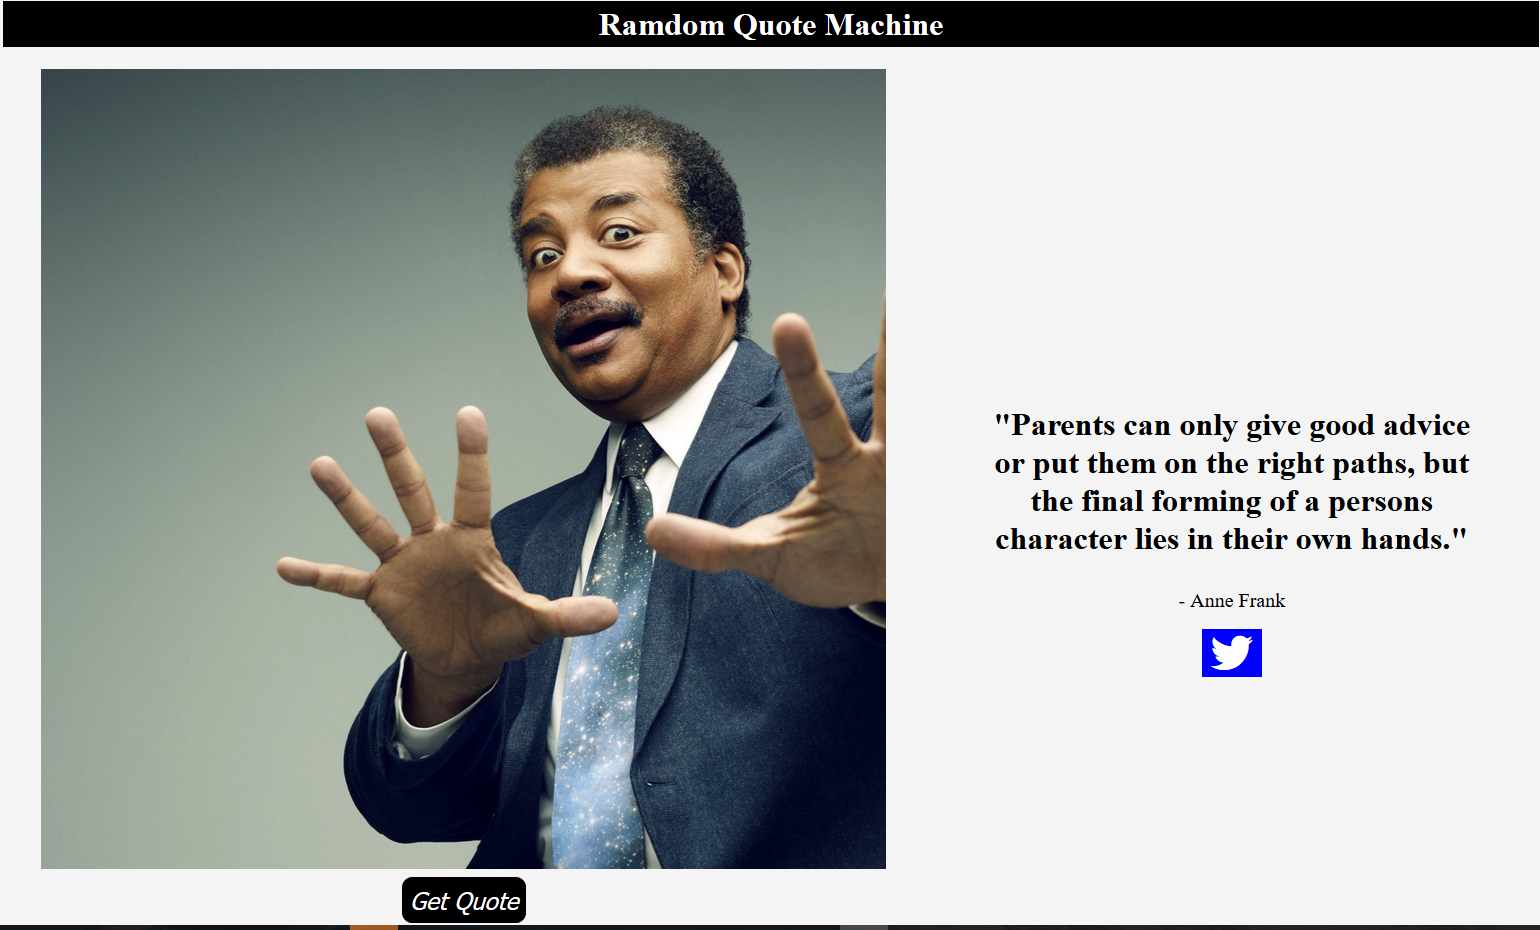 Ramdom Quote Machine
"Parents can only give good advice
or put them on the right paths, but
the final forming of a persons
character lies in their own hands."
- Anne Frank
Get Quote